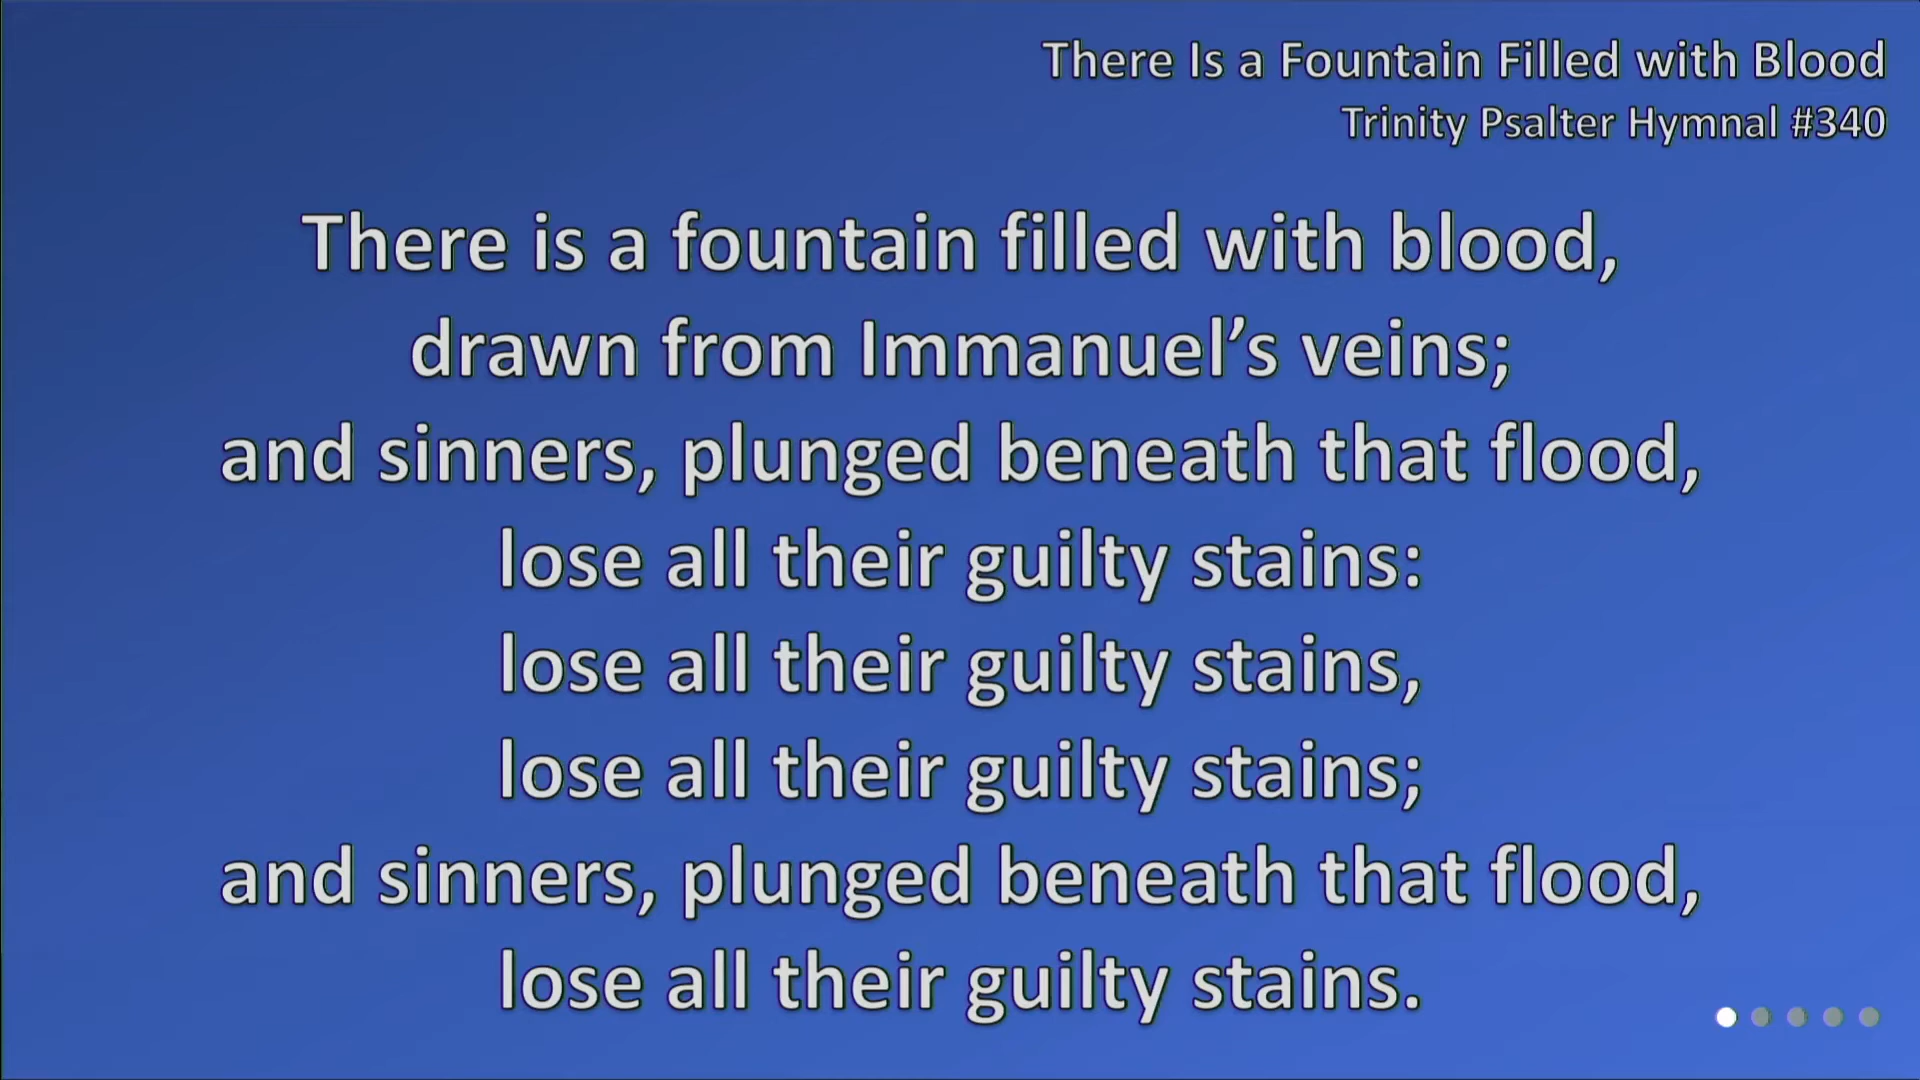 There Is a Fountain Filled with Blood
Trinity Psalter Hymnal #340
There is a fountain filled with blood,
drawn from Immanuel’s veins;
and sinners, plunged beneath that flood,
lose all their guilty stains:
lose all their guilty stains,
lose all their guilty stains;
and sinners, plunged beneath that flood,
lose all their guilty stains.